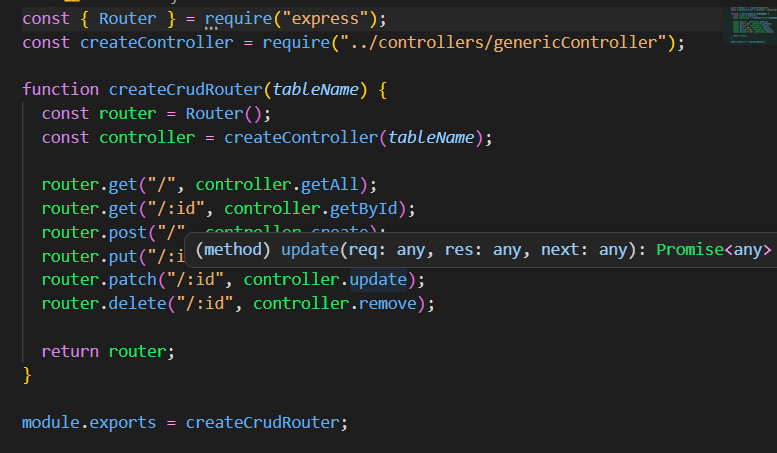 const { Router } = require("express");
const createController = require("../controllers/genericController");
function createCrudRouter(tableName) {
const router = Router();
const controller = createController(tableName);
router.get("/", controller.getAll);
router.get("/:id", controller.getById);
router.post("/", controller.create);
router.put("/:i
(method) update(req: any, res: any, next: any): Promise<any>
router.patch("/:id", controller.update);
router.delete("/:id", controller.remove);
return router;
}
module.exports = createCrudRouter;